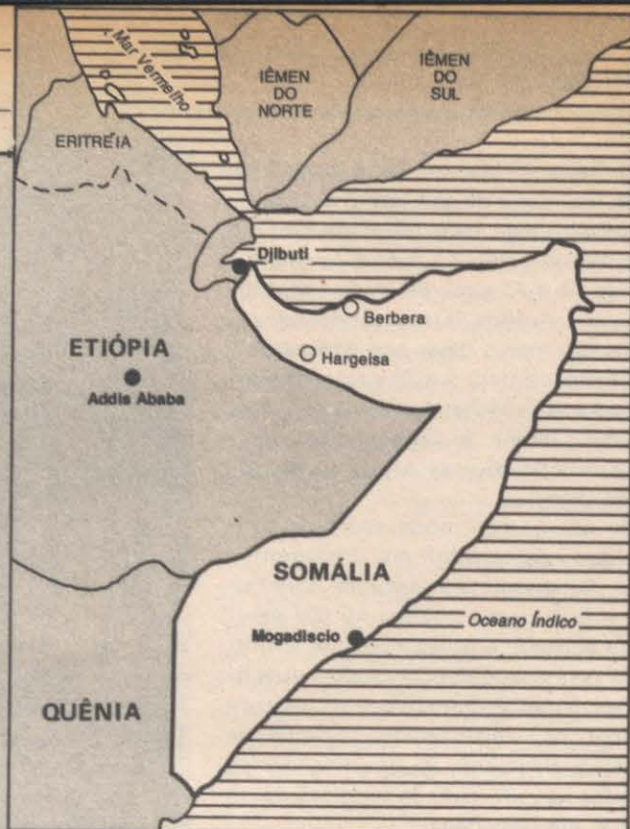 Mar Vermelho
IÊMEN
DO
NORTE
IÊMEN
DO
SUL
ERITRÉIA
Djibuti
Berbera
Hargeisa
ETIÓPIA
Addis Ababa
SOMÁLIA
Mogadiscio
Oceano Índico
QUÊNIA